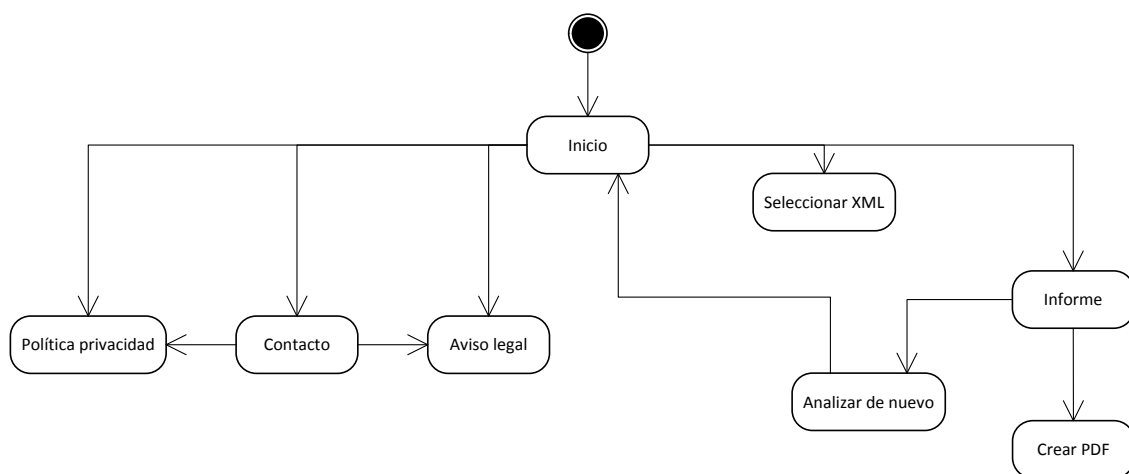 Inicio
Seleccionar XML
Informe
Política privacidad
Contacto
Aviso legal
Analizar de nuevo
Crear PDF